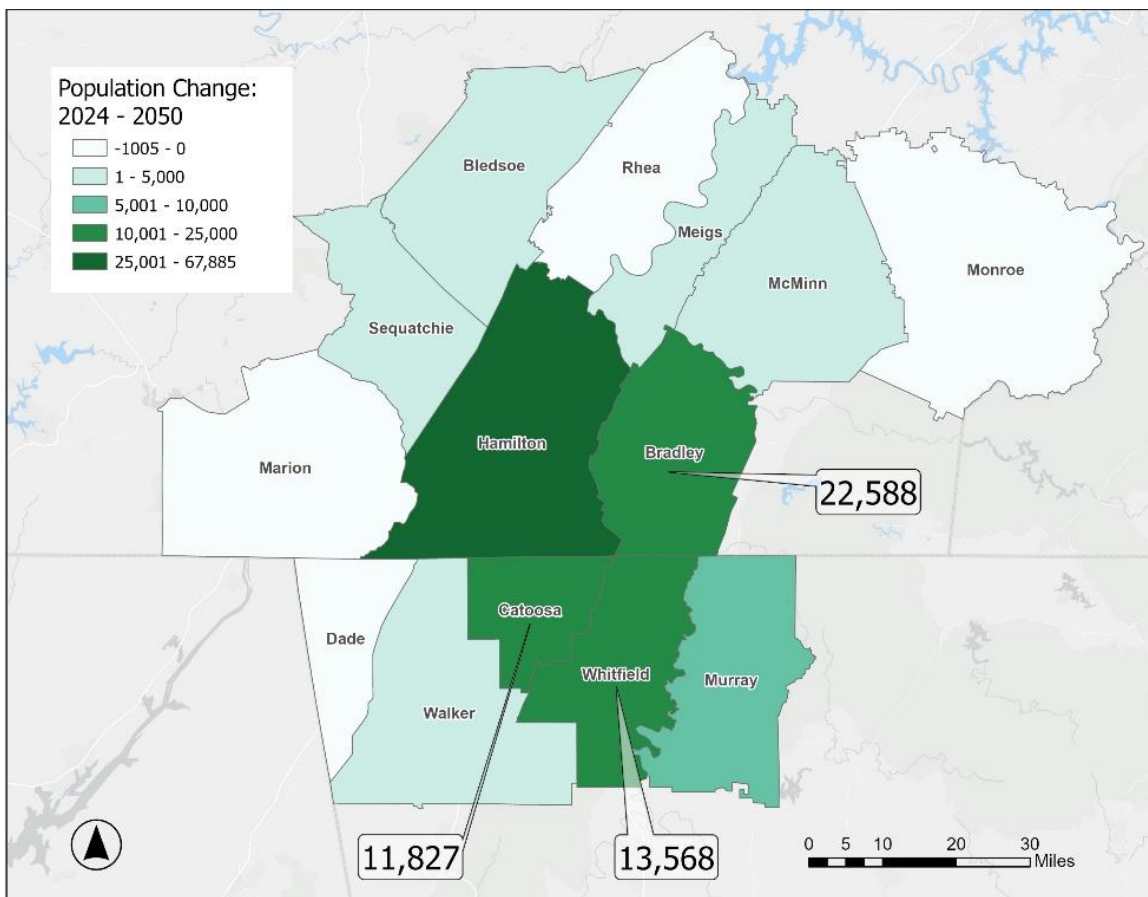 Population Change:
2024 - 2050
-1005 - 0
1 - 5,000
5,001 - 10,000
10,001 - 25,000
25,001 - 67,885
Bledsoe
Rhea
Meigs
McMinn
Monroe
Sequatchie
Marion
Hamilton
Bradley
22,588
Dade
Catoosa
Walker
Whitfield
Murray
11,827
13,568
0 5 10 20 30
Miles